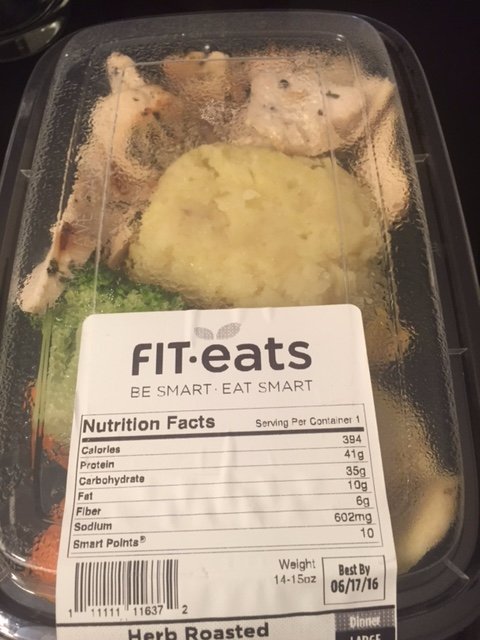 FIT·eats
BE SMART · EAT SMART
Nutrition Facts Serving Per Container 1
Calories 394
Protein 41g
Carbohydrate 35g
Fat 10g
Fiber 6g
Sodium 602mg
Smart Points® 10
Weight
14-15oz
Best By
06/17/16
1 11111 11637 2
Dinner
LARGE
Herb Roasted